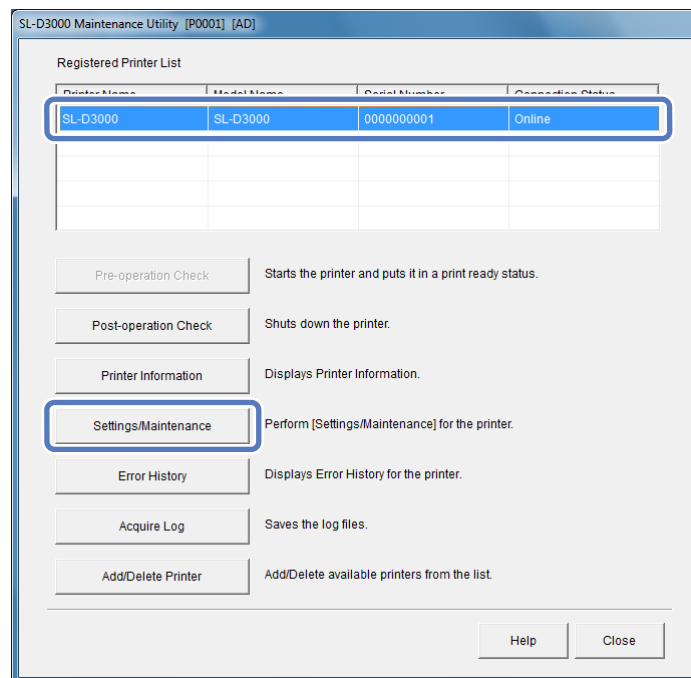 SL-D3000 Maintenance Utility [P0001] [AD]
Registered Printer List
Printer Name Model Name Serial Number Connection Status
SL-D3000 SL-D3000 0000000001 Online
Pre-operation Check Starts the printer and puts it in a print ready status.
Post-operation Check Shuts down the printer.
Printer Information Displays Printer Information.
Settings/Maintenance Perform [Settings/Maintenance] for the printer.
Error History Displays Error History for the printer.
Acquire Log Saves the log files.
Add/Delete Printer Add/Delete available printers from the list.
Help Close